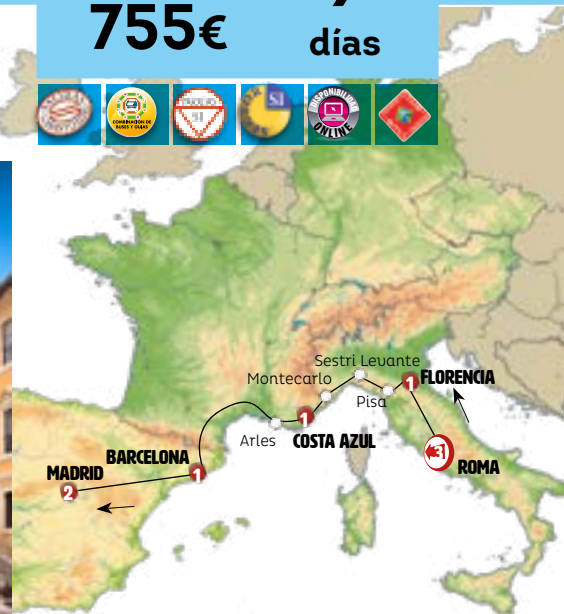 755€
días
COMBINACIÓN DE
BUSES Y GUÍAS
SI
DISPONIBILIDAD
ONLINE
Sestri Levante
Montecarlo
1 FLORENCIA
Pisa
1
Arles
COSTA AZUL
BARCELONA
1
3
ROMA
MADRID
2